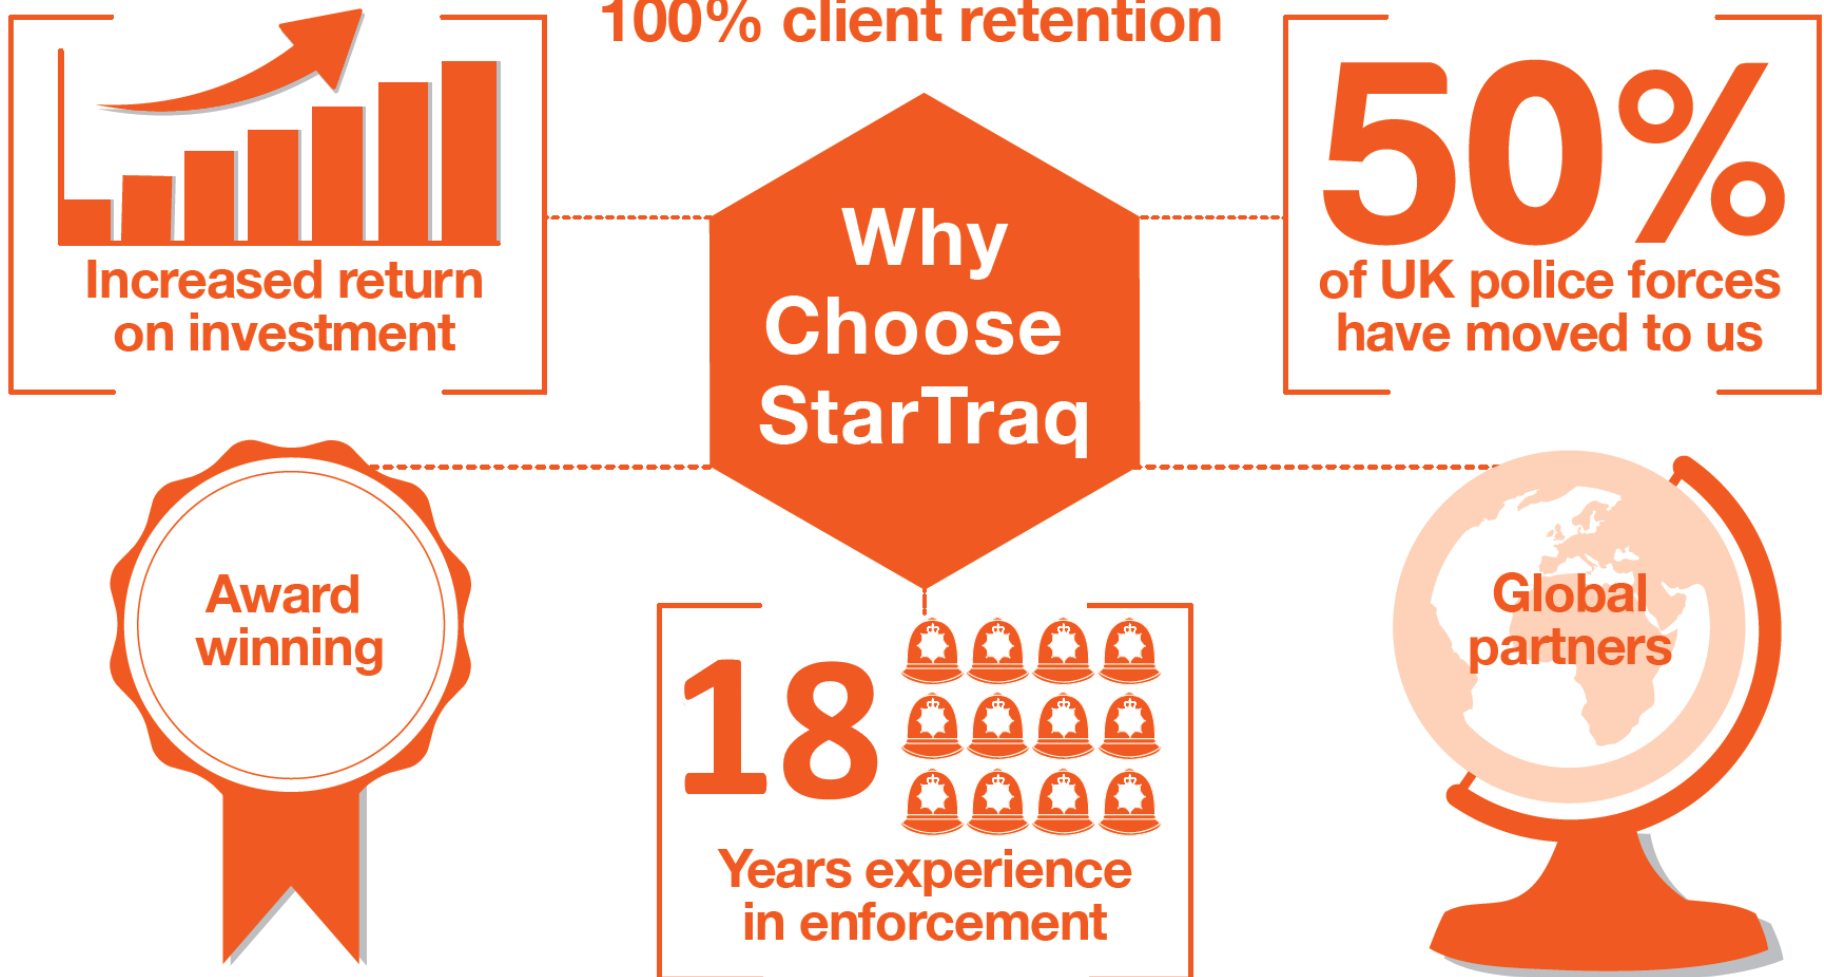 100% client retention
Increased return
on investment
Why
Choose
StarTraq
50%
of UK police forces
have moved to us
Award
winning
18
Years experience
in enforcement
Global
partners